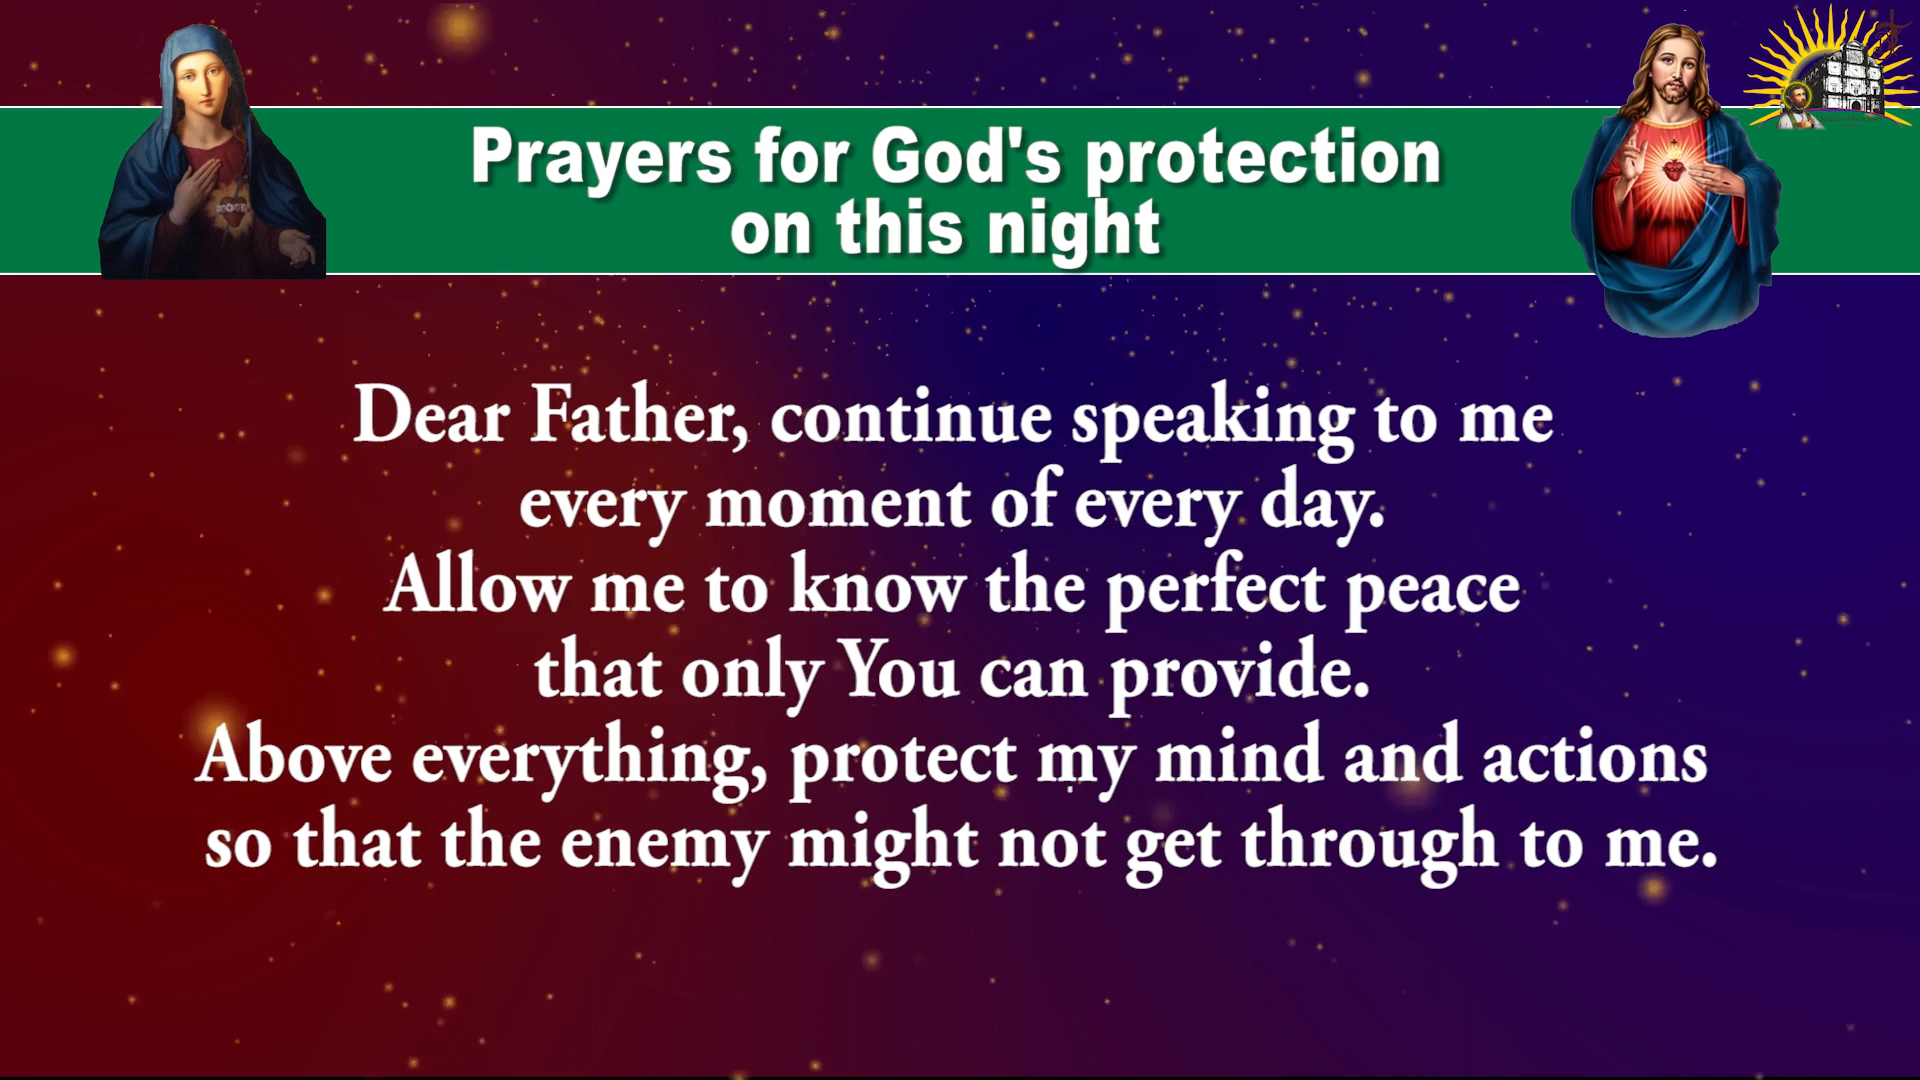 Prayers for God's protection
on this night
Dear Father, continue speaking to me
every moment of every day.
Allow me to know the perfect peace
that only You can provide.
Above everything, protect my mind and actions
so that the enemy might not get through to me.